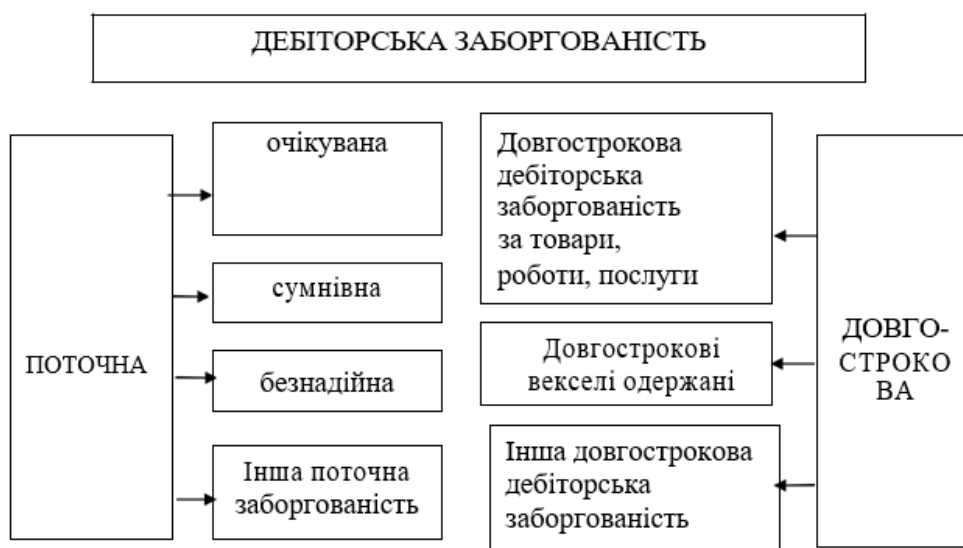 ДЕБІТОРСЬКА ЗАБОРГОВАНІСТЬ
ПОТОЧНА
очікувана
сумнівна
безнадійна
Інша поточна
заборгованість
Довгострокова
дебіторська
заборгованість
за товари,
роботи, послуги
Довгострокові
векселі одержані
Інша довгострокова
дебіторська
заборгованість
ДОВГО-
СТРОКО
ВА